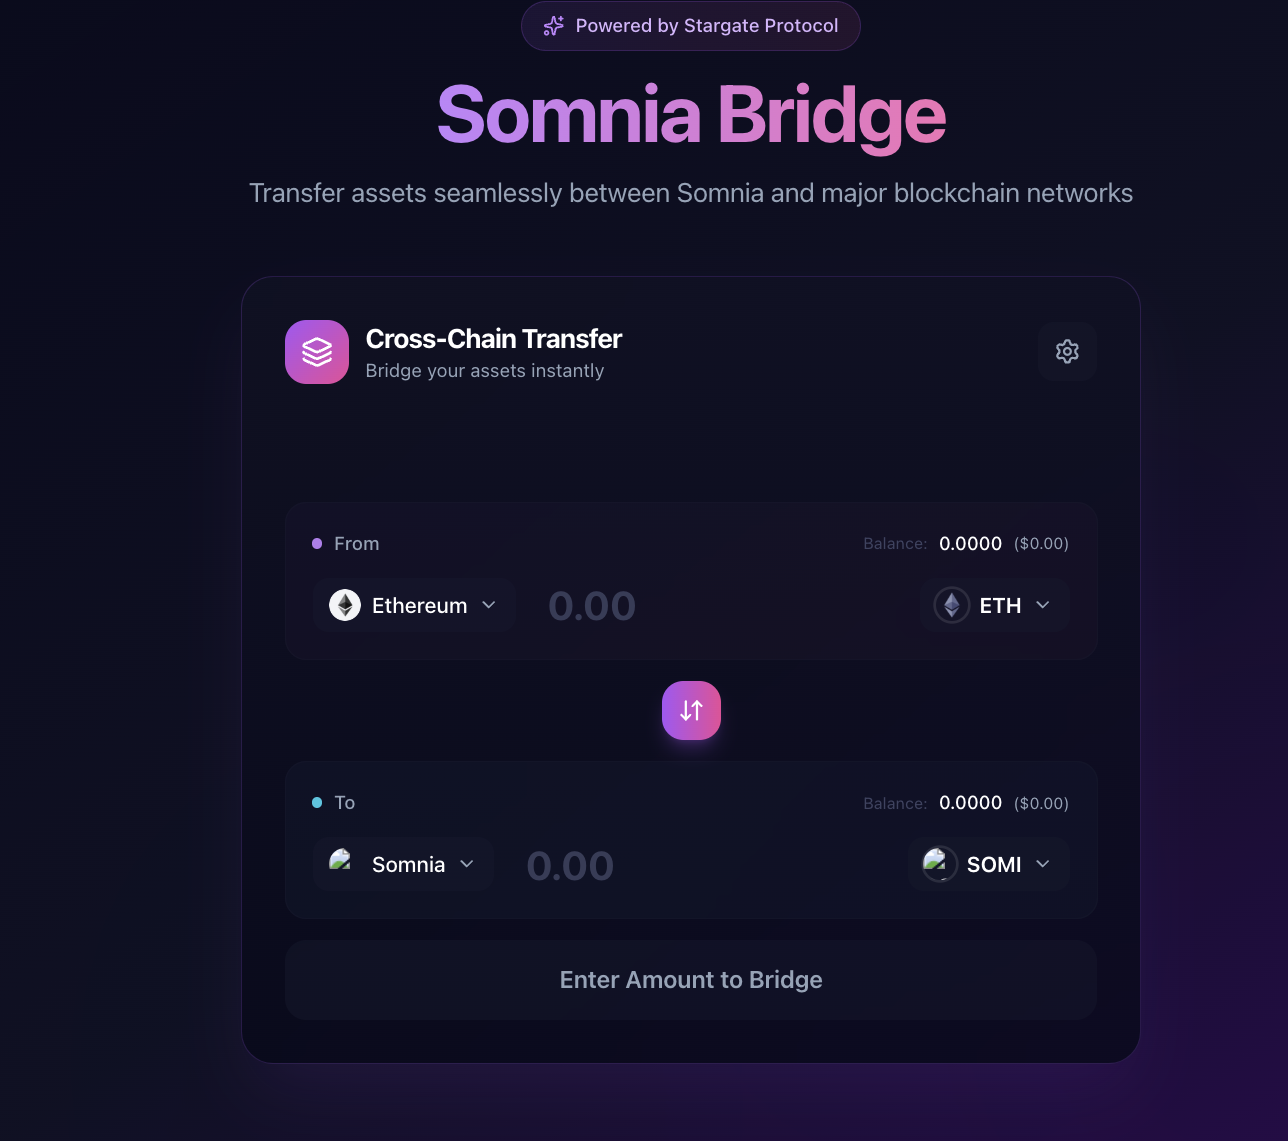 Powered by Stargate Protocol
Somnia Bridge
Transfer assets seamlessly between Somnia and major blockchain networks
Cross-Chain Transfer
Bridge your assets instantly
From
Balance: 0.0000 ($0.00)
Ethereum 0.00 ETH
To
Balance: 0.0000 ($0.00)
Somnia 0.00 SOMI
Enter Amount to Bridge